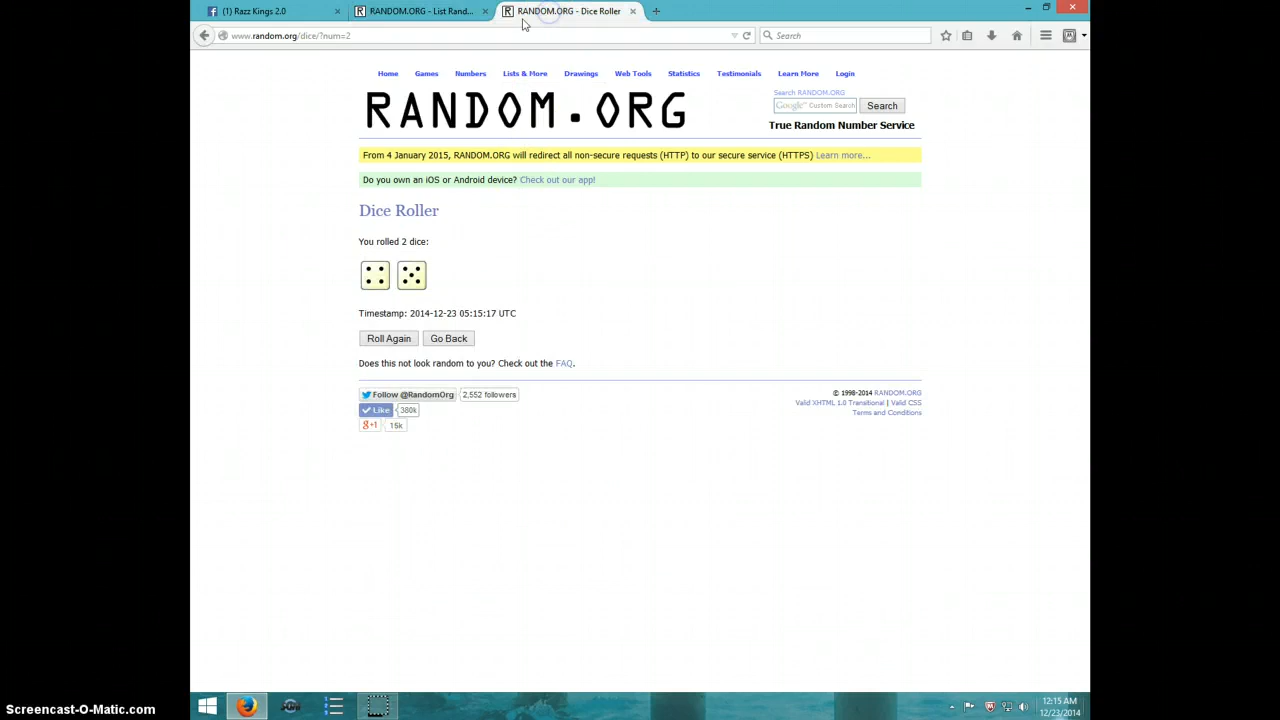 (1) Razz Kings 2.0
RANDOM.ORG - List Rand...
RANDOM.ORG - Dice Roller
www.random.org/dice/?num=2
Search
Home Games Numbers Lists & More Drawings Web Tools Statistics Testimonials Learn More Login
RANDOM.ORG
Search RANDOM.ORG
Google™ Custom Search
Search
True Random Number Service
From 4 January 2015, RANDOM.ORG will redirect all non-secure requests (HTTP) to our secure service (HTTPS) Learn more...
Do you own an iOS or Android device? Check out our app!
Dice Roller
You rolled 2 dice:
Timestamp: 2014-12-23 05:15:17 UTC
Roll Again Go Back
Does this not look random to you? Check out the FAQ.
Follow @RandomOrg 2,552 followers
Like 380k
g+1 16k
© 1998-2014 RANDOM.ORG
Valid XHTML 1.0 Transitional | Valid CSS
Terms and Conditions
12:15 AM
12/23/2014
Screencast-O-Matic.com